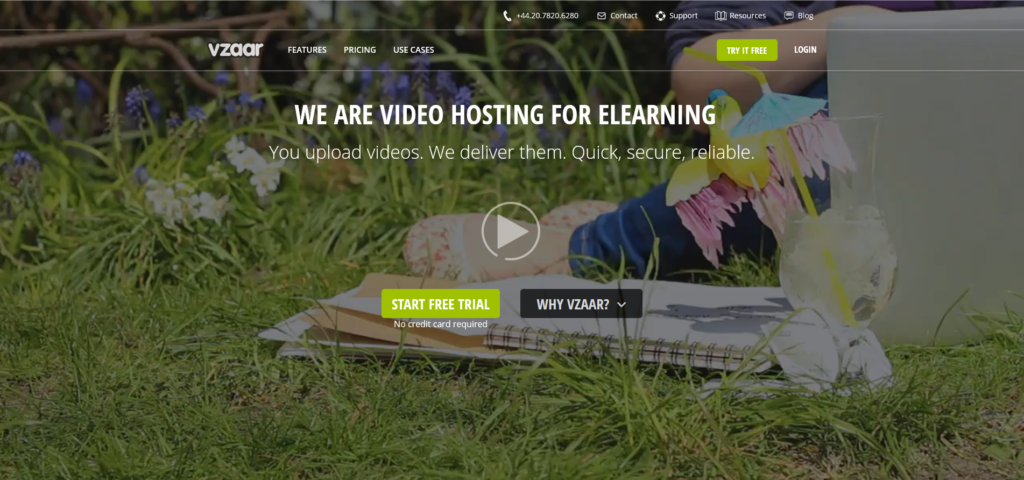 +44.20.7820.6280 Contact Support Resources Blog
vzaar FEATURES PRICING USE CASES TRY IT FREE LOGIN
WE ARE VIDEO HOSTING FOR ELEARNING
You upload videos. We deliver them. Quick, secure, reliable.
START FREE TRIAL WHY VZAAR?
No credit card required